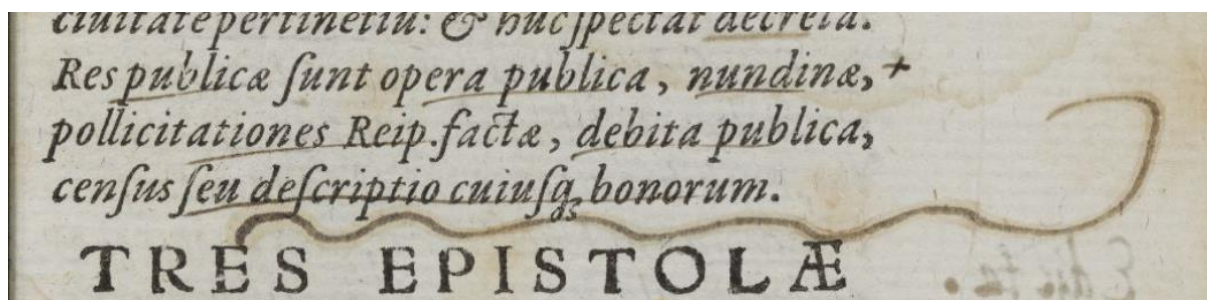 ciuitate pertinetiũ: & huc ſpectat decreta.
Res publicæ ſunt opera publica, nundinæ, +
pollicitationes Reip. factæ, debita publica,
cenſus ſeu deſcriptio cuiuſq; bonorum.
TRES EPISTOLÆ